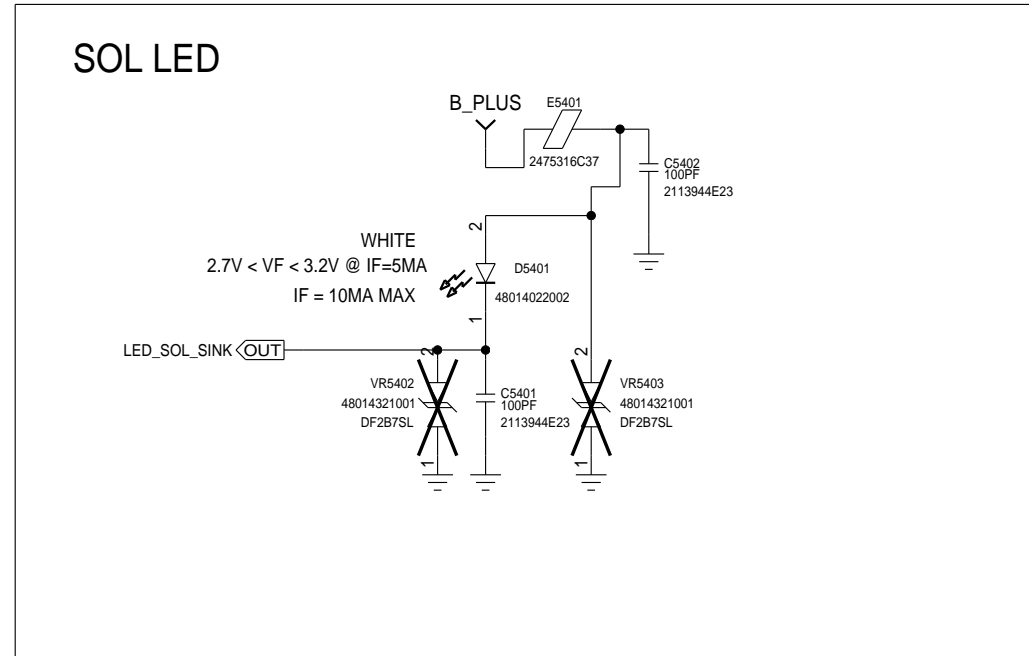 SOL LED
B_PLUS
E5401
2475316C37
C5402
100PF
2113944E23
WHITE
2.7V < VF < 3.2V @ IF=5MA
IF = 10MA MAX
2
D5401
48014022002
1
LED_SOL_SINK OUT
2
VR5402
48014321001
DF2B7SL
1
C5401
100PF
2113944E23
2
VR5403
48014321001
DF2B7SL
1